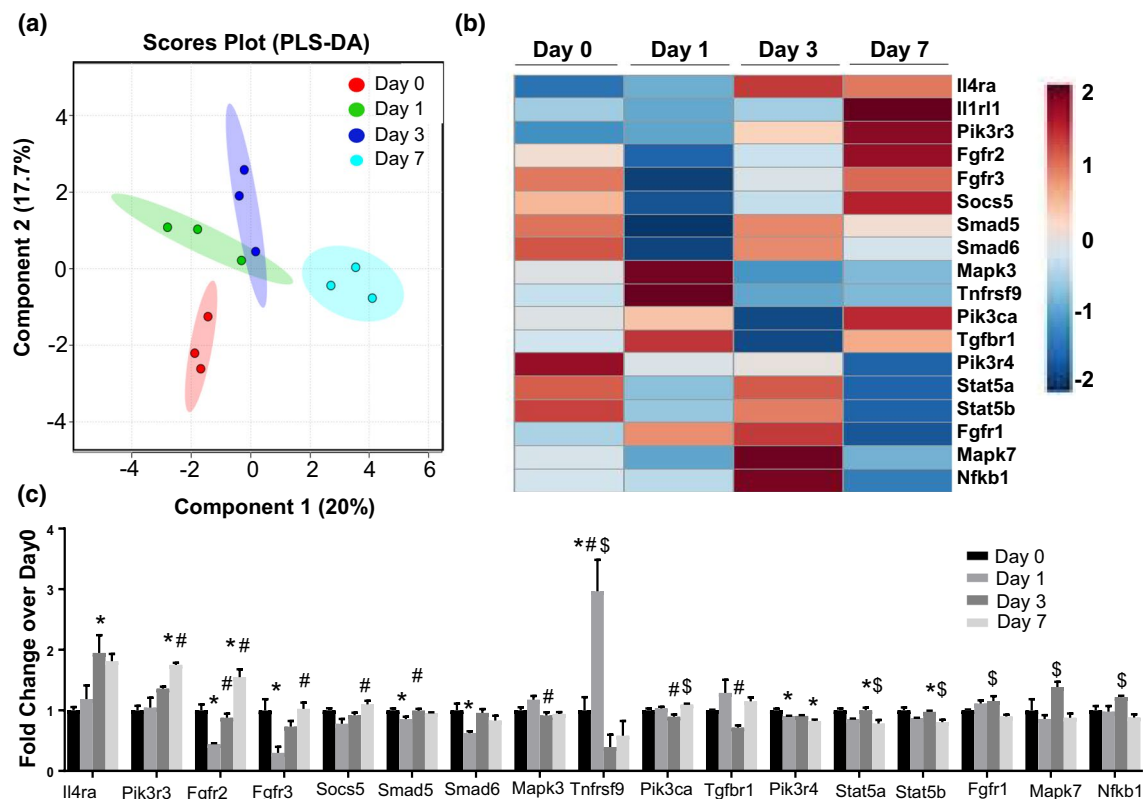 (a)
Scores Plot (PLS-DA)
Day 0
Day 1
Day 3
Day 7
Component 2 (17.7%)
4
2
0
-2
-4
-4 -2 0 2 4 6
Component 1 (20%)
(b)
Day 0 Day 1 Day 3 Day 7
Il4ra
Il1rl1
Pik3r3
Fgfr2
Fgfr3
Socs5
Smad5
Smad6
Mapk3
Tnfrsf9
Pik3ca
Tgfbr1
Pik3r4
Stat5a
Stat5b
Fgfr1
Mapk7
Nfkb1
2
1
0
-1
-2
(c)
Fold Change over Day0
4
3
2
1
0
* *# * # *# * # # * # * # *#$ # $ # * * *$ *$ $ $ $
Day 0
Day 1
Day 3
Day 7
Il4ra Pik3r3 Fgfr2 Fgfr3 Socs5 Smad5 Smad6 Mapk3 Tnfrsf9 Pik3ca Tgfbr1 Pik3r4 Stat5a Stat5b Fgfr1 Mapk7 Nfkb1